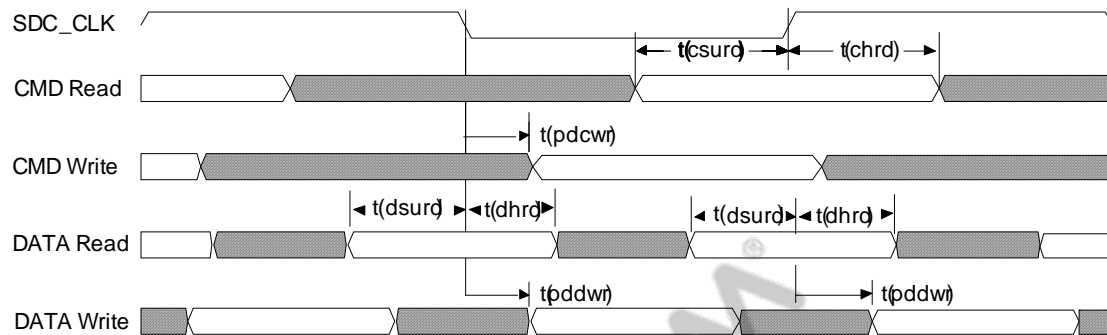 SDC_CLK
t(csurd)
t(chrd)
CMD Read
t(pdcwr)
CMD Write
t(dsurd)
t(dhrd)
t(dsurd)
t(dhrd)
DATA Read
t(pddwr)
t(pddwr)
DATA Write